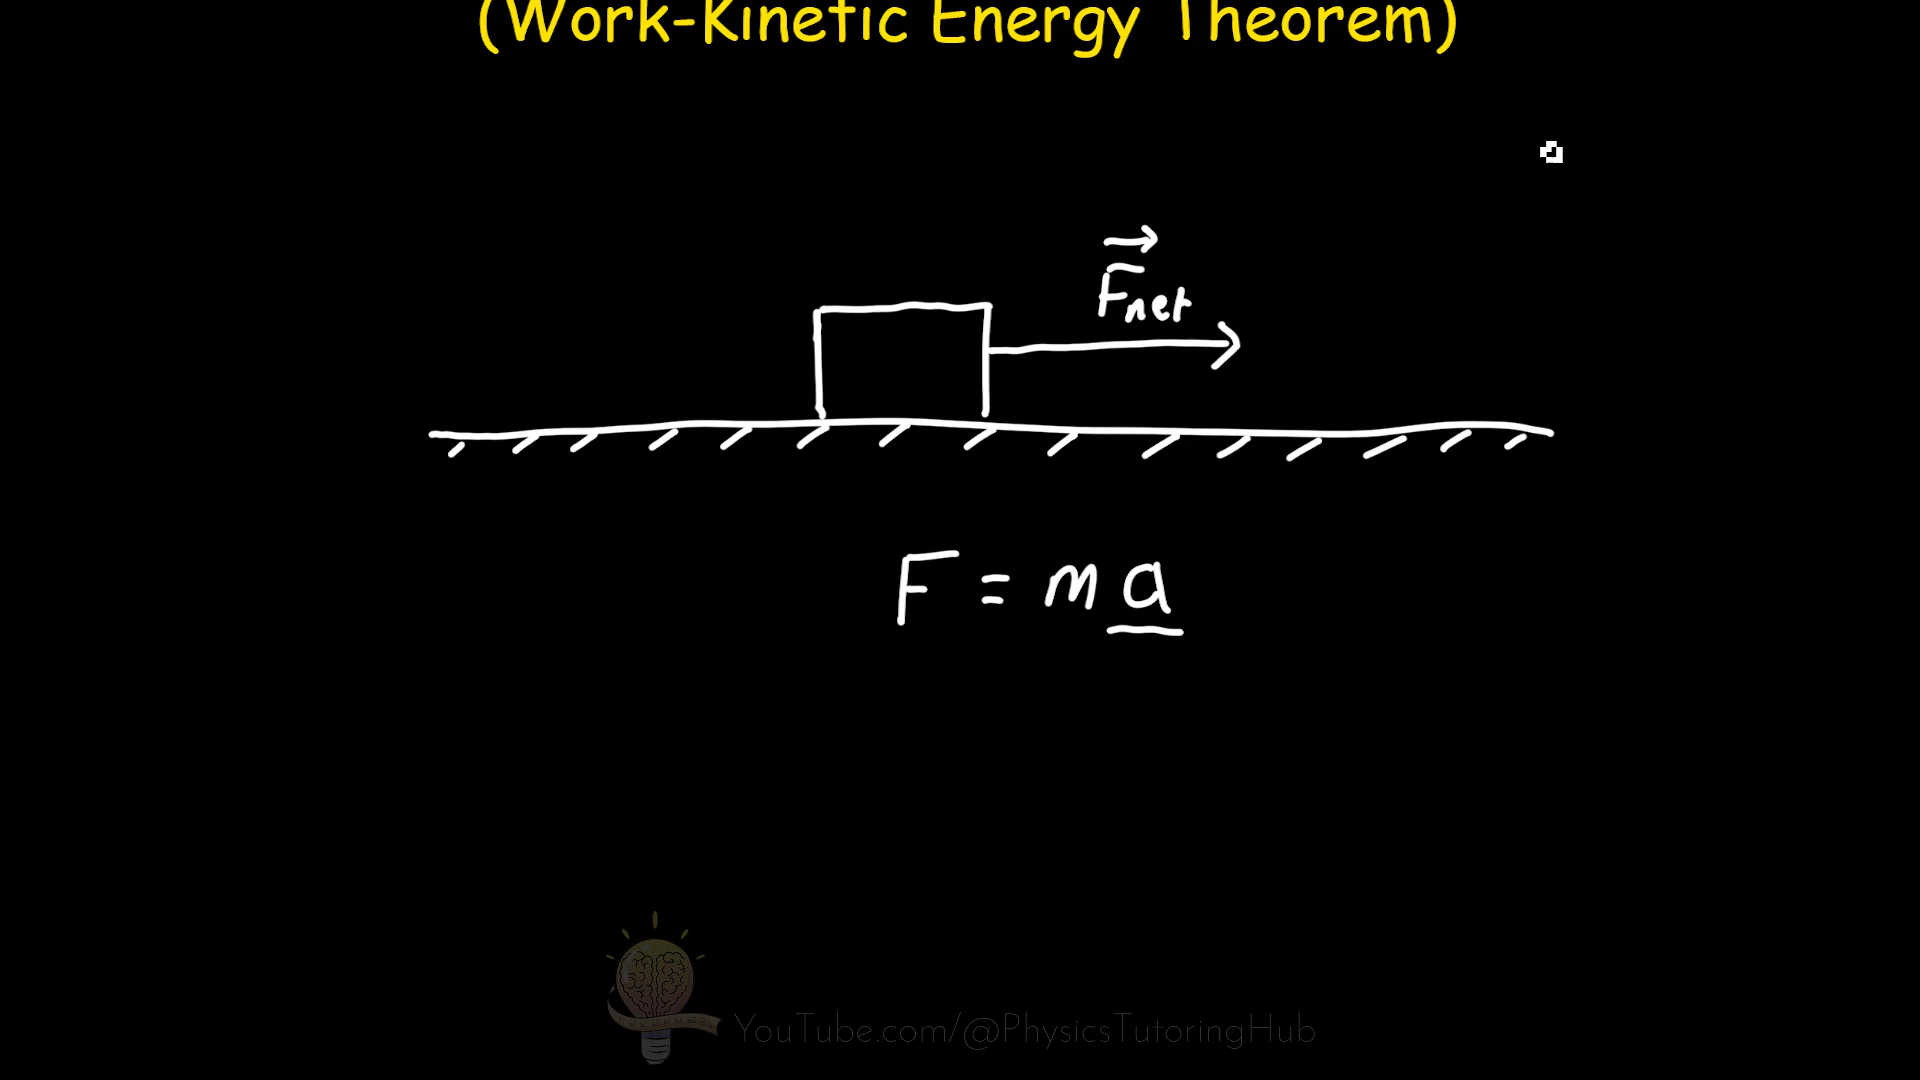 (Work-Kinetic Energy Theorem)
F net
F = ma
YouTube.com/@PhysicsTutoringHub